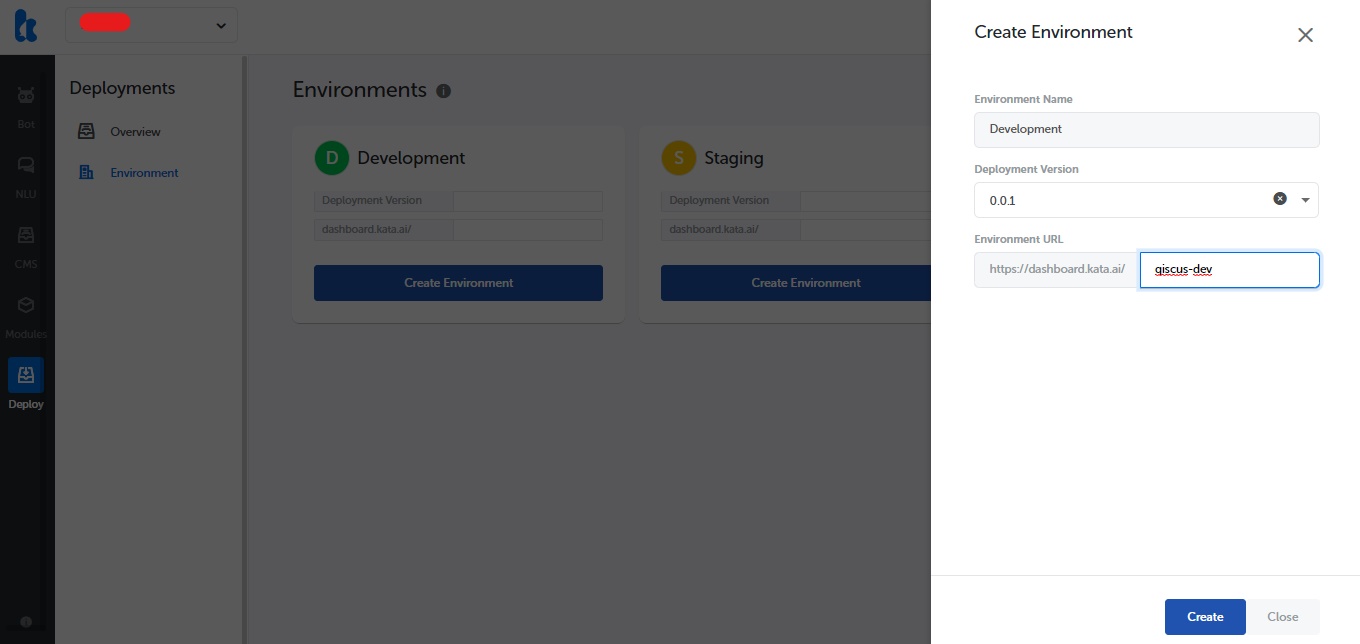 Create Environment
Deployments
Environments
Bot
Overview
Environment Name
Development
Environment
D Development
S Staging
Deployment Version
NLU
Deployment Version
Deployment Version
0.0.1
dashboard.kata.ai/
dashboard.kata.ai/
Environment URL
CMS
https://dashboard.kata.ai/
qiscus-dev
Create Environment
Create Environment
Modules
Deploy
Create
Close